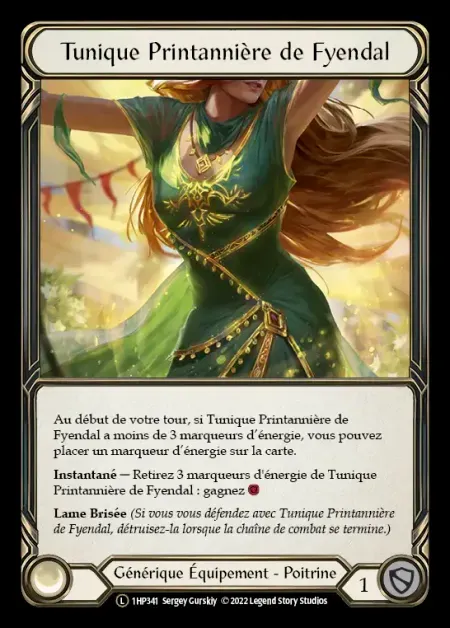 Tunique Printannière de Fyendal
Au début de votre tour, si Tunique Printannière de
Fyendal a moins de 3 marqueurs d'énergie, vous pouvez
placer un marqueur d'énergie sur la carte.
Instantané — Retirez 3 marqueurs d'énergie de Tunique
Printannière de Fyendal : gagnez
Lame Brisée (Si vous vous défendez avec Tunique Printannière
de Fyendal, détruisez-la lorsque la chaîne de combat se termine.)
Générique Équipement - Poitrine
1
L 1HP341 Sergey Gurskiy © 2022 Legend Story Studios